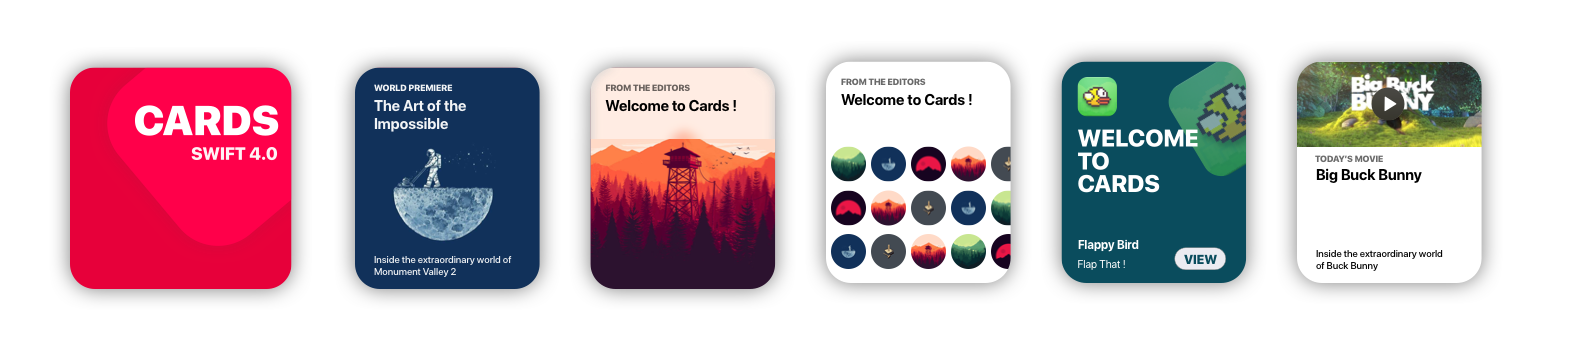 CARDS
SWIFT 4.0
WORLD PREMIERE
The Art of the
Impossible
Inside the extraordinary world of
Monument Valley 2
FROM THE EDITORS
Welcome to Cards !
FROM THE EDITORS
Welcome to Cards !
WELCOME
TO
CARDS
Flappy Bird
Flap That !
VIEW
Big Buck
BUNNY
TODAY'S MOVIE
Big Buck Bunny
Inside the extraordinary world
of Buck Bunny